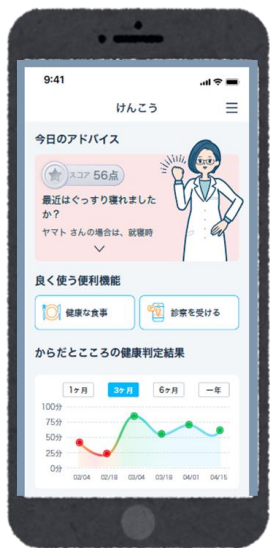 9:41
けんこう
今日のアドバイス
スコア 56点
最近はぐっすり寝れました
か？
ヤマト さんの場合は、就寝時
良く使う便利機能
健康な食事
診察を受ける
からだとこころの健康判定結果
1ヶ月 3ヶ月 6ヶ月 一年
100分
75分
50分
25分
0分
02/04 02/18 03/04 03/18 04/01 04/15